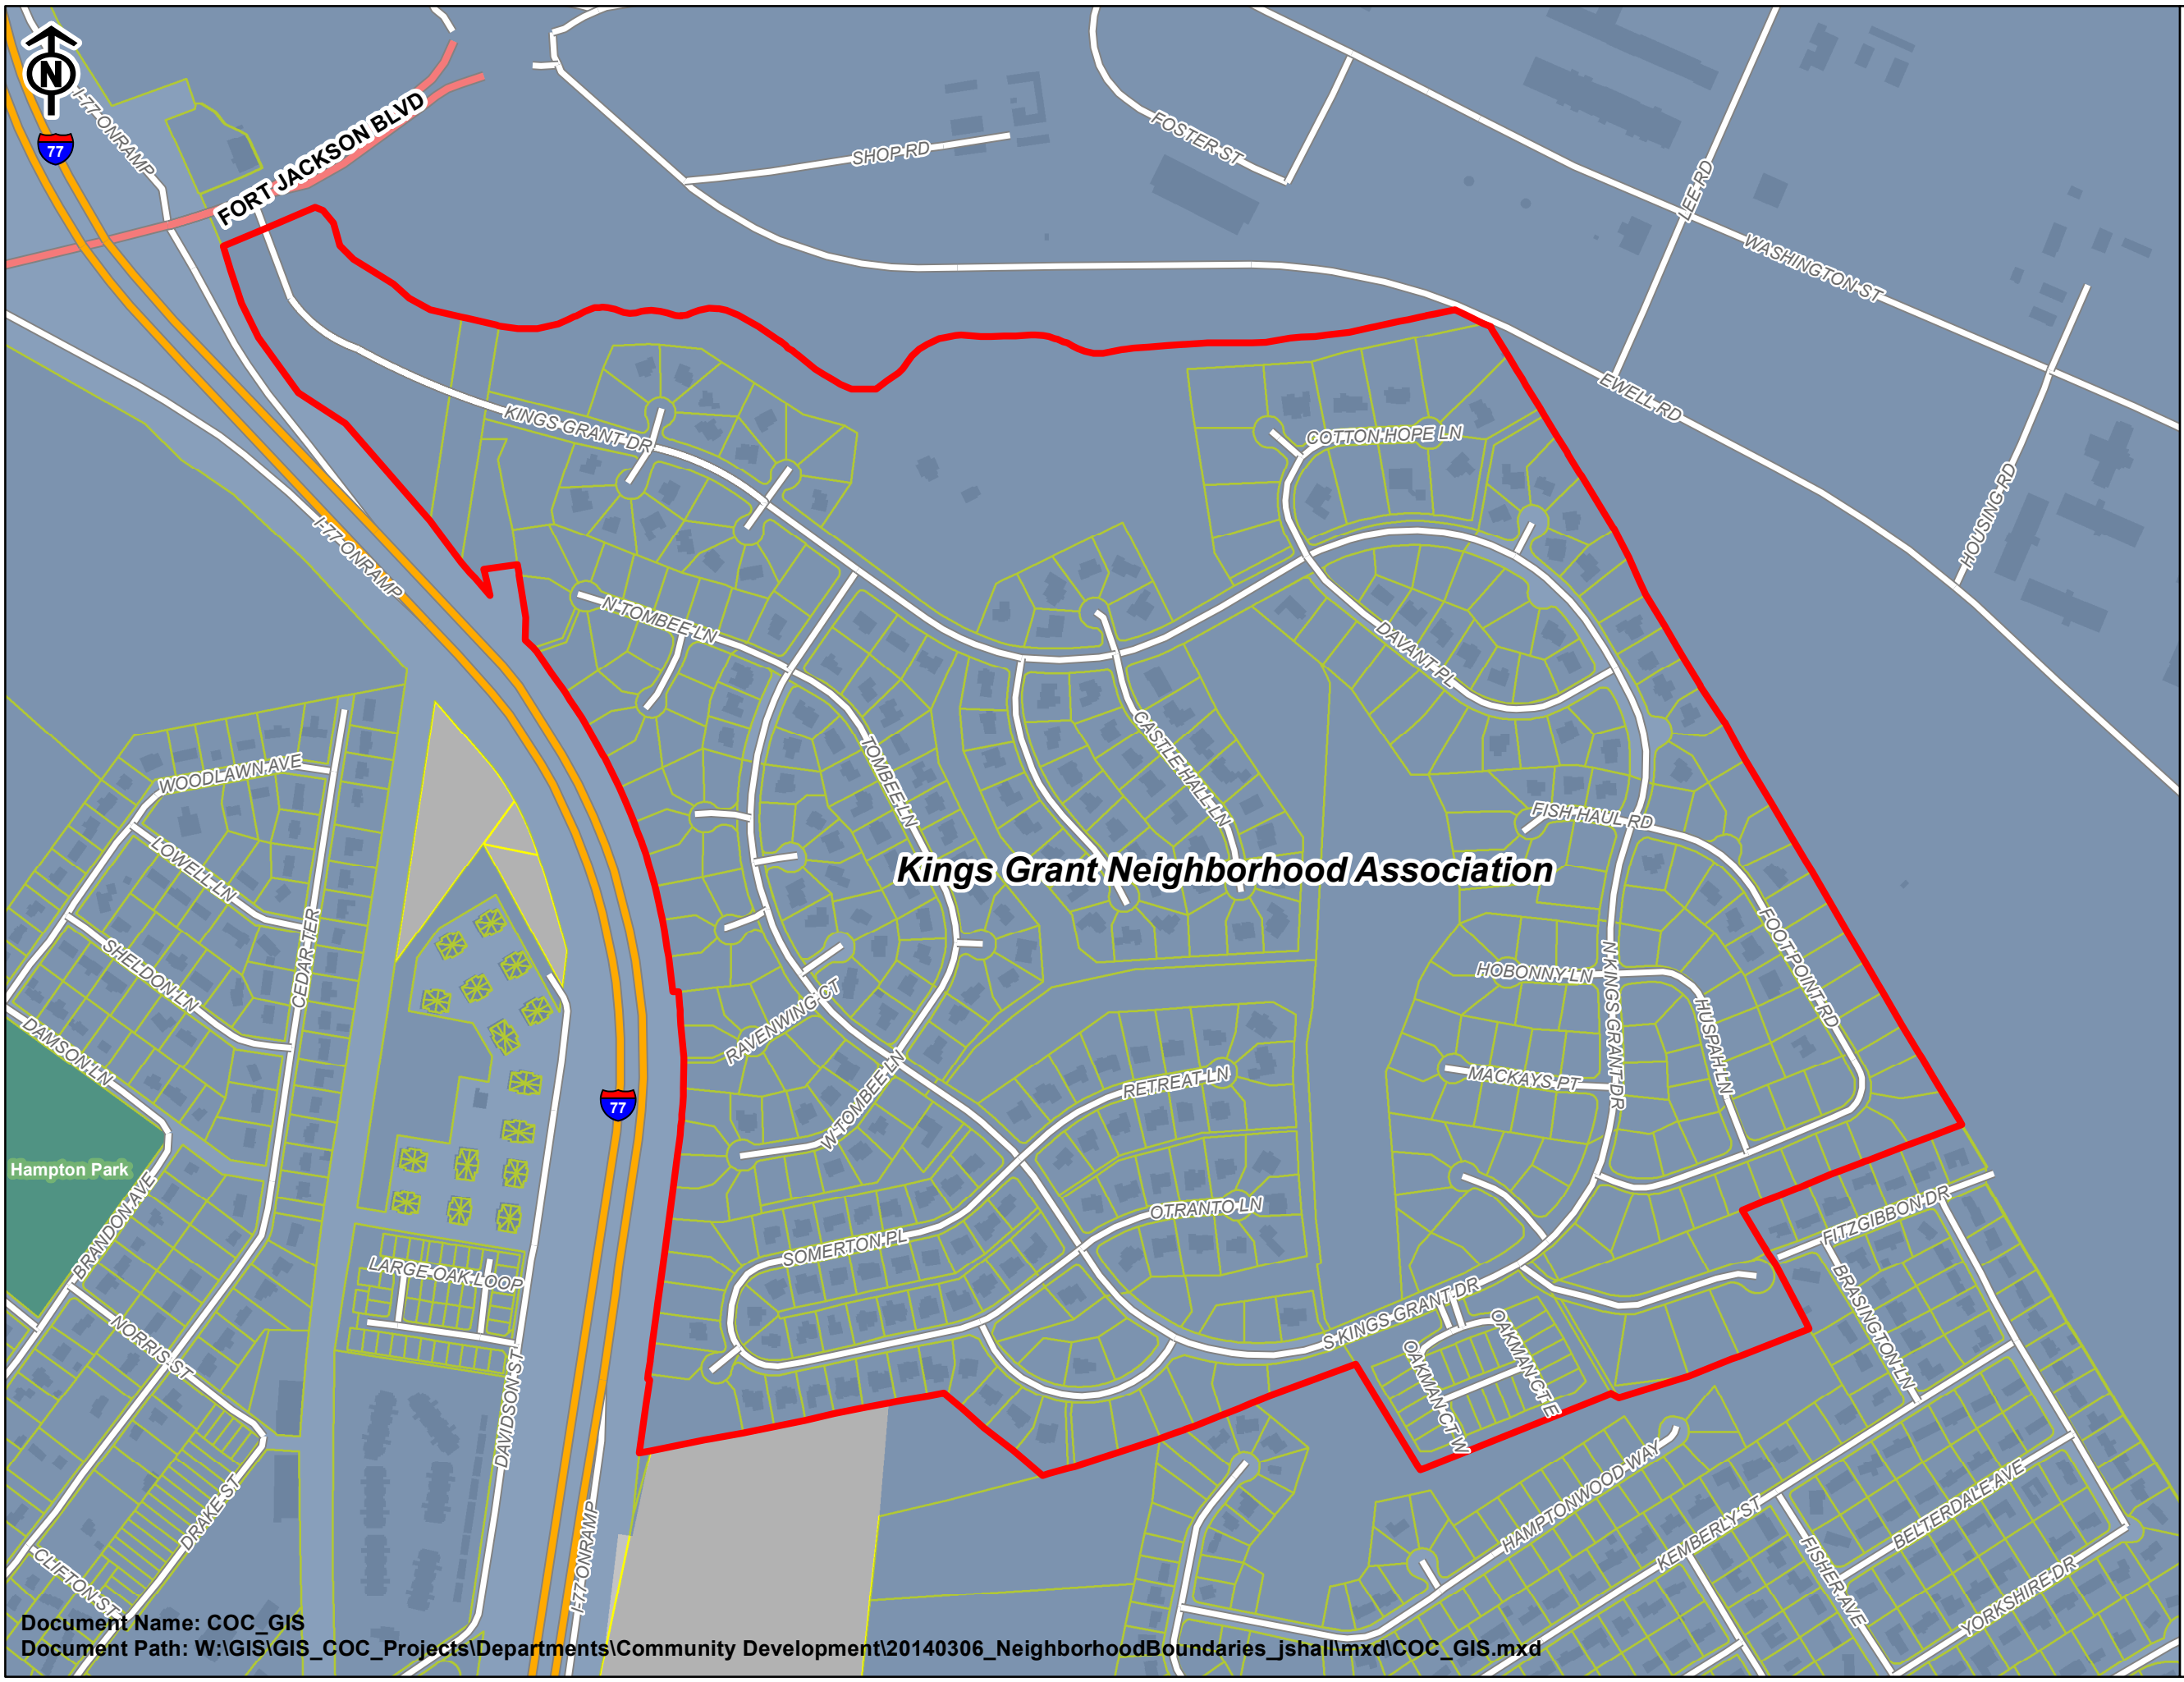 N
I-77 ONRAMP
77
FORT JACKSON BLVD
SHOP RD
FOSTER ST
LEE RD
WASHINGTON ST
EWELL RD
HOUSING RD
KINGS GRANT DR
COTTON HOPE LN
I-77 ONRAMP
N TOMBEE LN
DAVANT PL
TOMBEE LN
CASTLE HALL LN
WOODLAWN AVE
LOWELL LN
SHELDON LN
CEDAR TER
DAMSON LN
FISH HAUL RD
Kings Grant Neighborhood Association
FOOT POINT RD
HOBONNY LN
N KINGS GRANT DR
HUSPAH LN
MACKAYS PT
RAVENWING CT
W TOMBEE LN
RETREAT LN
77
Hampton Park
BRANDON AVE
OTRANTO LN
SOMERTON PL
FITZGIBBON DR
BRASINGTON LN
LARGE OAK LOOP
S KINGS GRANT DR
OAKMAN CT E
OAKMAN CT W
NORRIS ST
DAVIDSON ST
DRAKE ST
CLIFTON ST
I-77 ONRAMP
HAMPTONWOOD WAY
KEMBERLY ST
BELTERDALE AVE
FISHER AVE
YORKSHIRE DR
Document Name: COC_GIS
Document Path: W:\GIS\GIS_COC_Projects\Departments\Community Development\20140306_NeighborhoodBoundaries_jshall\mxd\COC_GIS.mxd